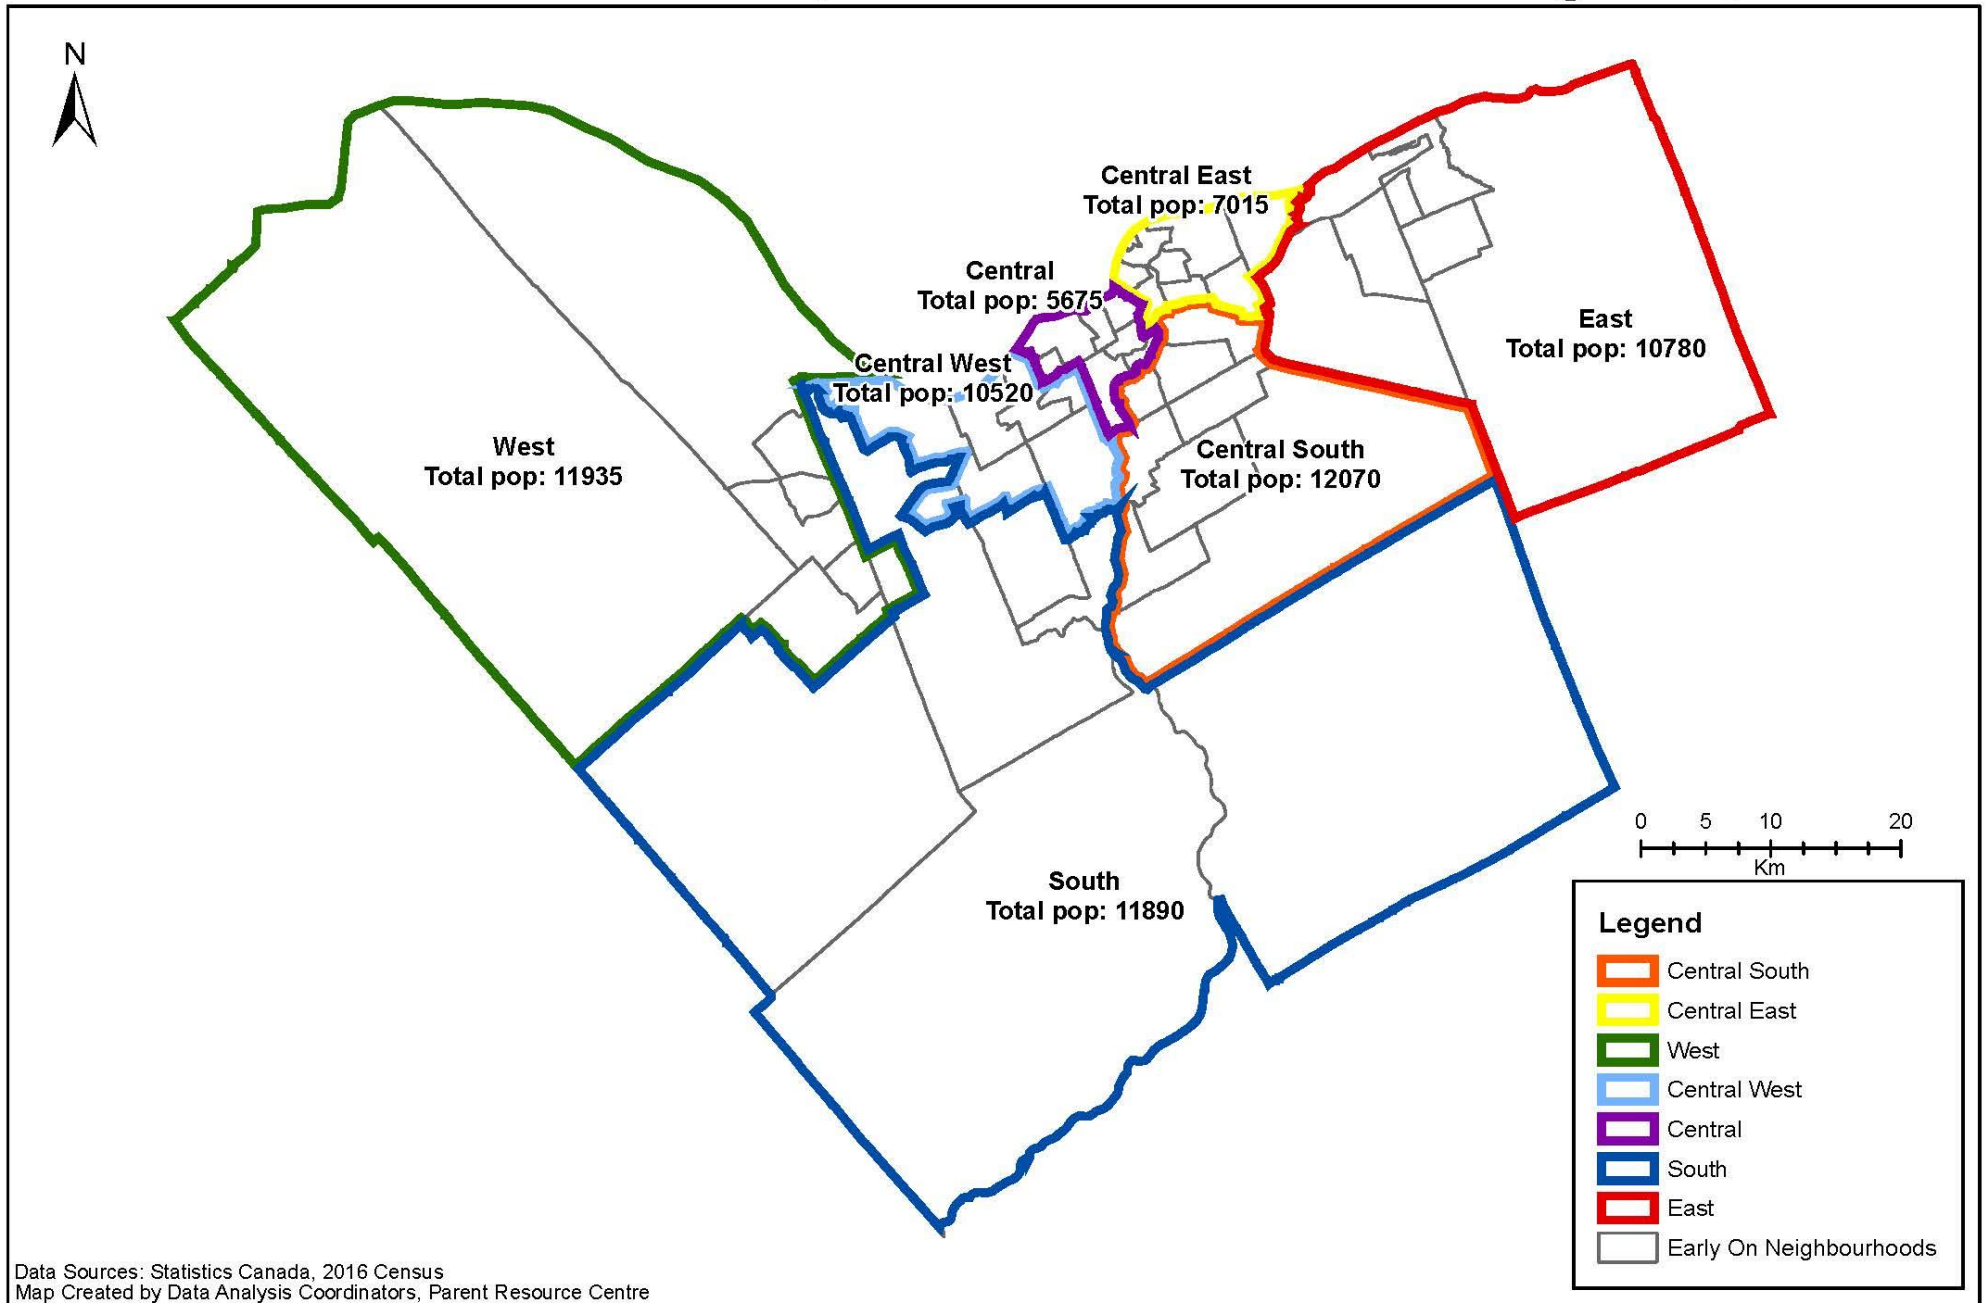 N
Central East
Total pop: 7015
Central
Total pop: 5675
East
Total pop: 10780
Central West
Total pop: 10520
West
Total pop: 11935
Central South
Total pop: 12070
South
Total pop: 11890
0 5 10 20
Km
Legend
Central South
Central East
West
Central West
Central
South
East
Early On Neighbourhoods
Data Sources: Statistics Canada, 2016 Census
Map Created by Data Analysis Coordinators, Parent Resource Centre